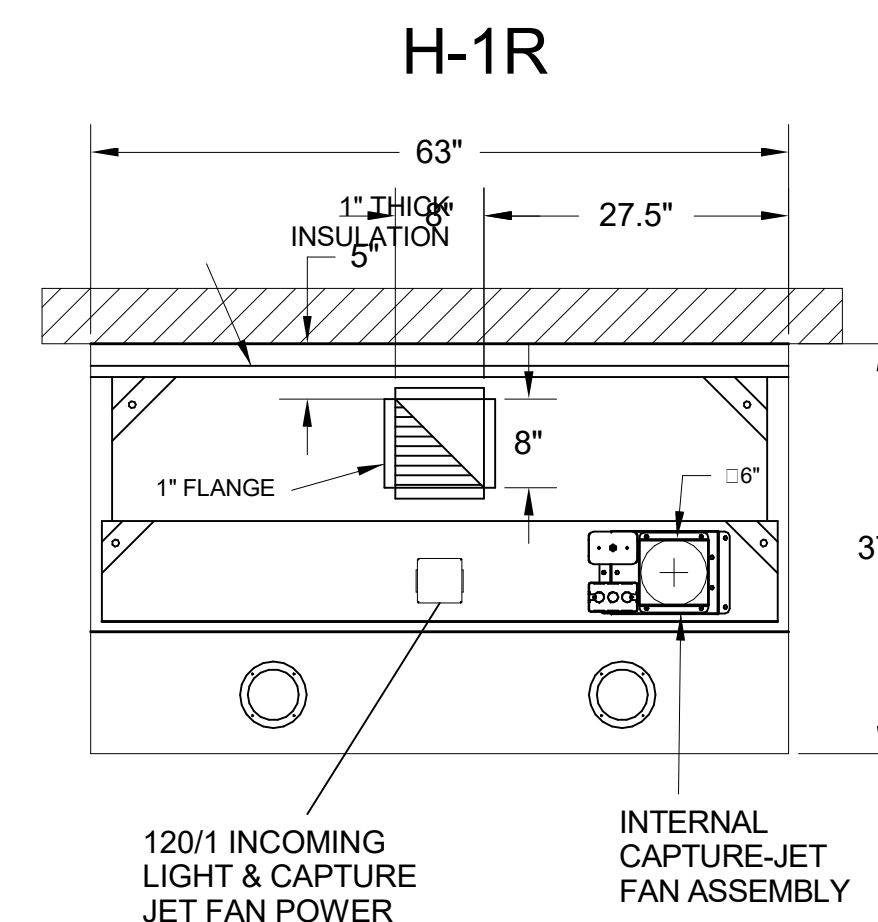 H-1R
63"
1" THICK
INSULATION
8"
27.5"
5"
8"
1" FLANGE
□6"
120/1 INCOMING
LIGHT & CAPTURE
JET FAN POWER
INTERNAL
CAPTURE-JET
FAN ASSEMBLY